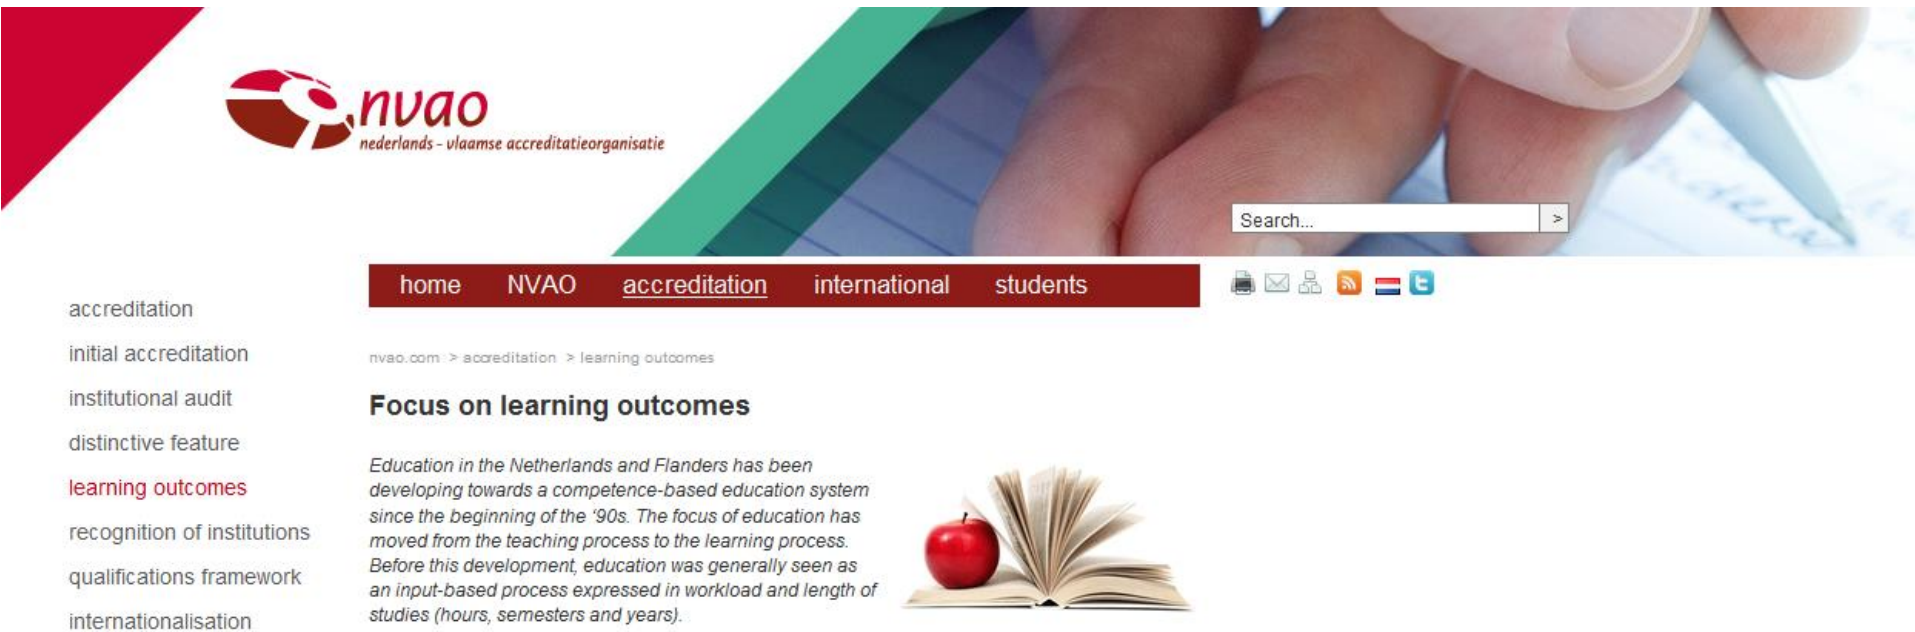 nvao
nederlands - vlaamse accreditatieorganisatie
Search...
>
home NVAO accreditation international students
accreditation
initial accreditation
institutional audit
distinctive feature
learning outcomes
recognition of institutions
qualifications framework
internationalisation
nvao.com > accreditation > learning outcomes
Focus on learning outcomes
Education in the Netherlands and Flanders has been
developing towards a competence-based education system
since the beginning of the ‘90s. The focus of education has
moved from the teaching process to the learning process.
Before this development, education was generally seen as
an input-based process expressed in workload and length of
studies (hours, semesters and years).